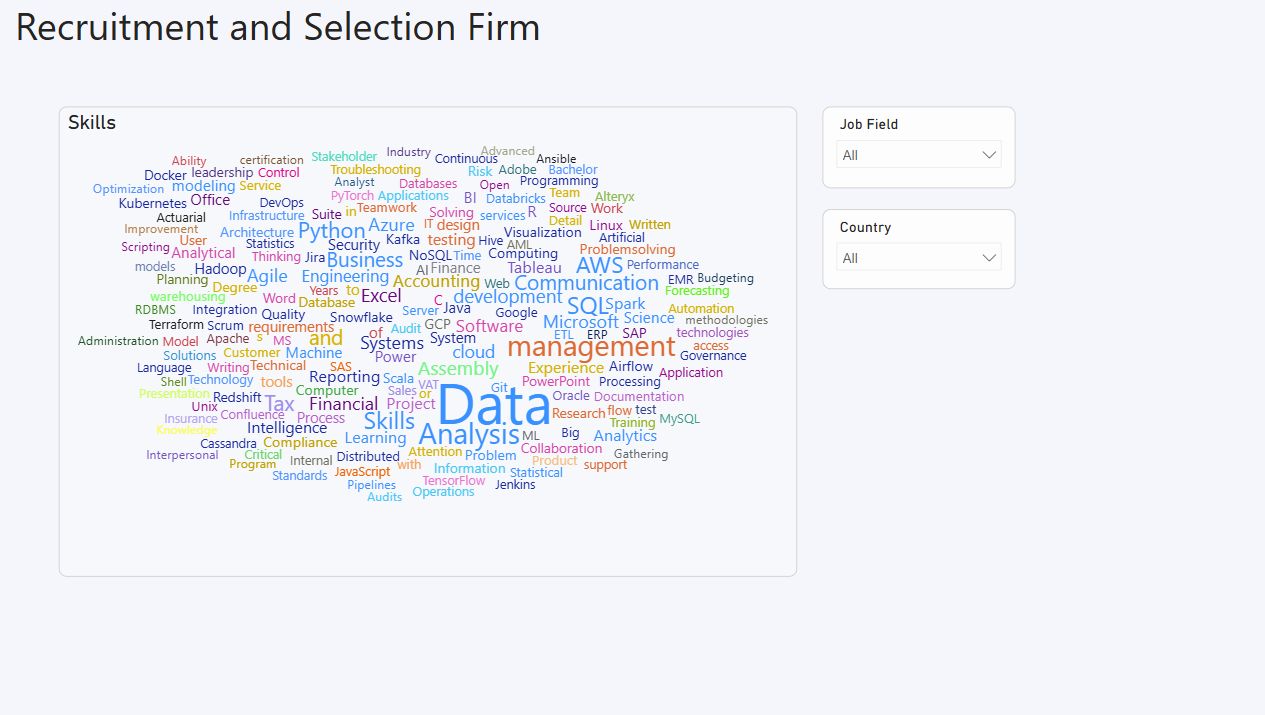 Recruitment and Selection Firm
Skills
Job Field
All
Country
All
Advanced
Industry
Stakeholder
Continuous
Ansible
Ability
certification
Troubleshooting
Risk
Adobe
Bachelor
Docker
leadership
Control
Analyst
Databases
Open
Programming
Optimization
modeling
Service
PyTorch
Applications
BI
Databricks
Team
Alteryx
Kubernetes
Office
DevOps
Infrastructure
Suite
in
Teamwork
Solving
services
R
Source
Work
Actuarial
Architecture
Python
Azure
IT
design
Detail
Linux
Written
Improvement
User
Statistics
Security
Kafka
testing
Hive
AML
Visualization
Artificial
Scripting
Analytical
Thinking
Jira
Business
NoSQL
Time
Computing
Problemsolving
models
Hadoop
Agile
Engineering
AI
Finance
Tableau
AWS
Performance
Planning
Degree
Years
to
Accounting
Web
Communication
EMR
Budgeting
warehousing
Word
Database
Excel
C
development
SQL
Spark
Forecasting
RDBMS
Integration
Quality
Snowflake
Server
Java
Google
Microsoft
Science
Automation
methodologies
Terraform
Scrum
requirements
of
Audit
GCP
Software
ETL
ERP
SAP
technologies
Administration
Model
Apache
s
MS
and
Systems
System
management
access
Solutions
Customer
Machine
Power
cloud
Governance
Language
Writing
Technical
SAS
Assembly
Experience
Airflow
Application
Shell
Technology
tools
Reporting
Scala
VAT
Git
PowerPoint
Processing
Presentation
Redshift
Computer
Sales
or
Data
Oracle
Documentation
Unix
Tax
Financial
Project
Research
flow
test
Insurance
Confluence
Process
Skills
Training
MySQL
Knowledge
Intelligence
Analysis
ML
Big
Analytics
Cassandra
Compliance
Learning
Collaboration
Interpersonal
Critical
Distributed
Attention
Problem
Gathering
Program
Internal
with
Information
Product
support
Standards
JavaScript
Statistical
Pipelines
TensorFlow
Jenkins
Audits
Operations